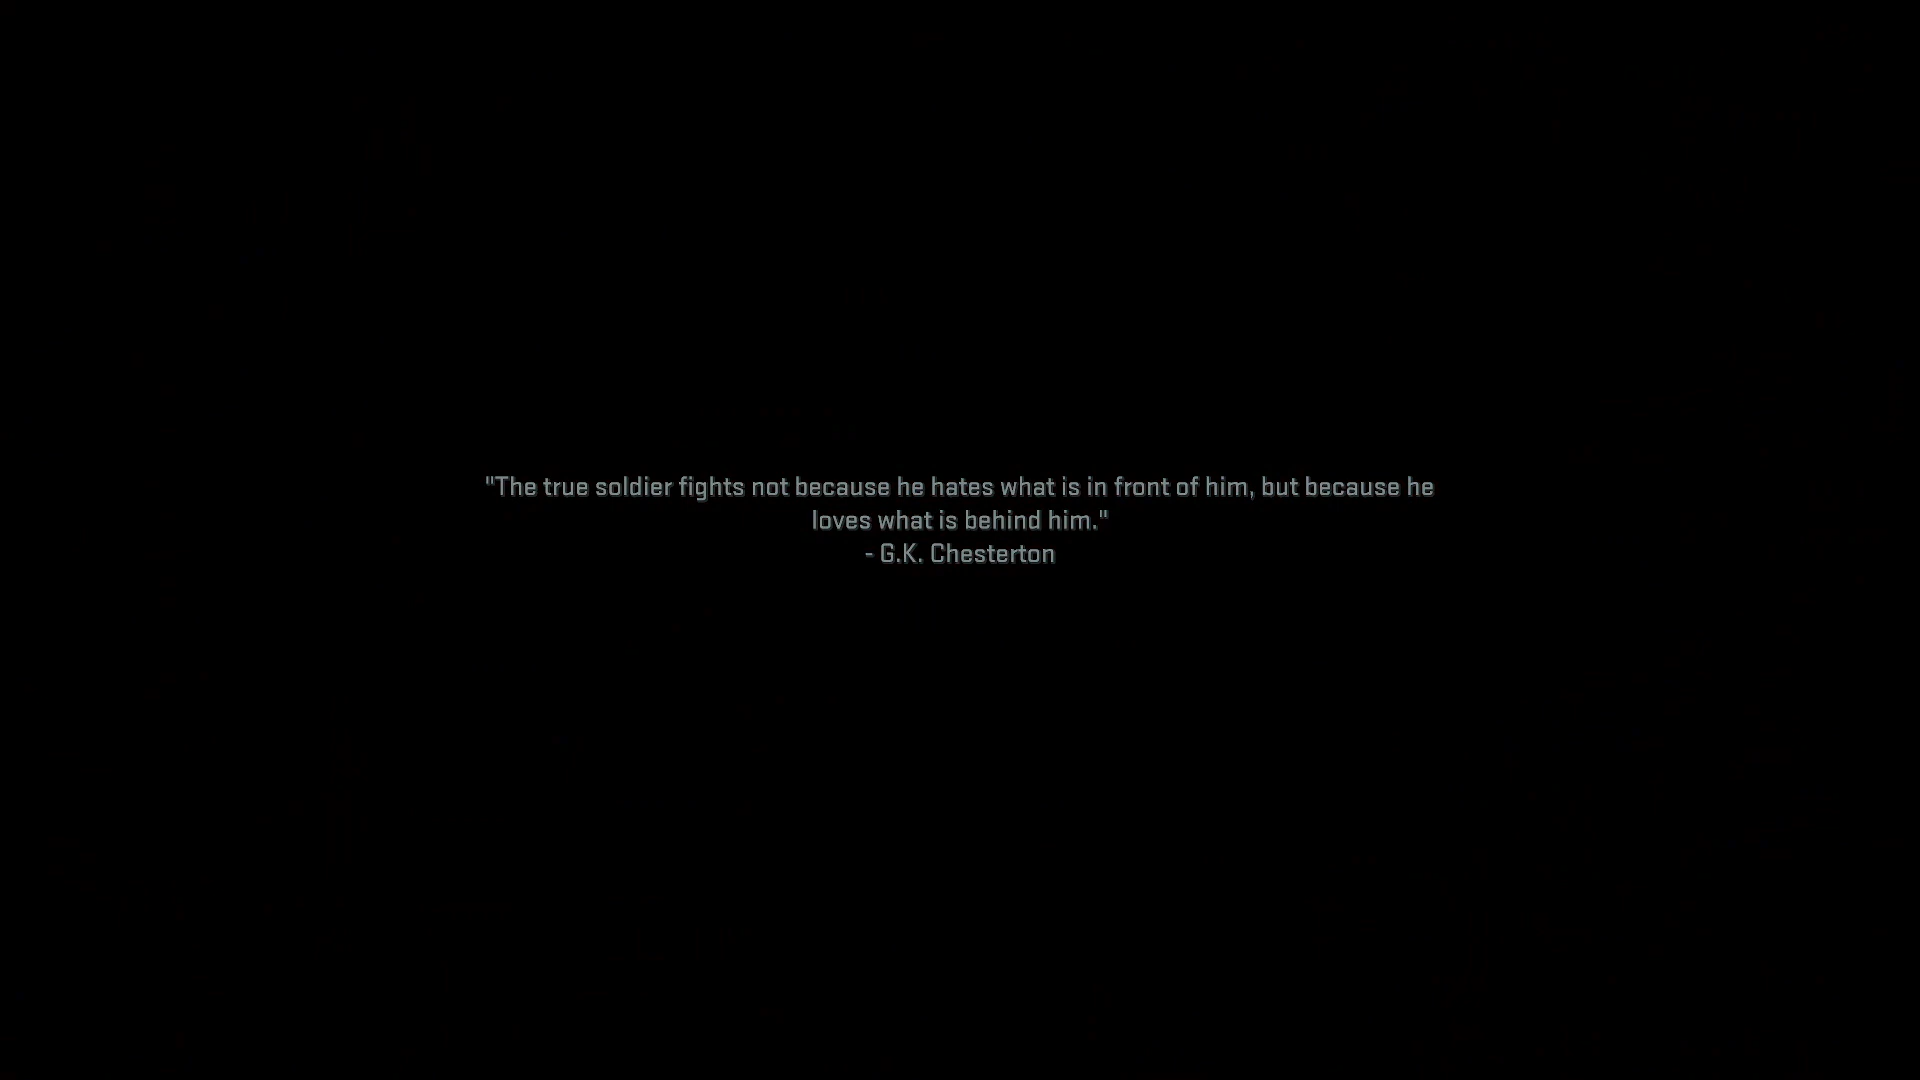 "The true soldier fights not because he hates what is in front of him, but because he
loves what is behind him."
- G.K. Chesterton